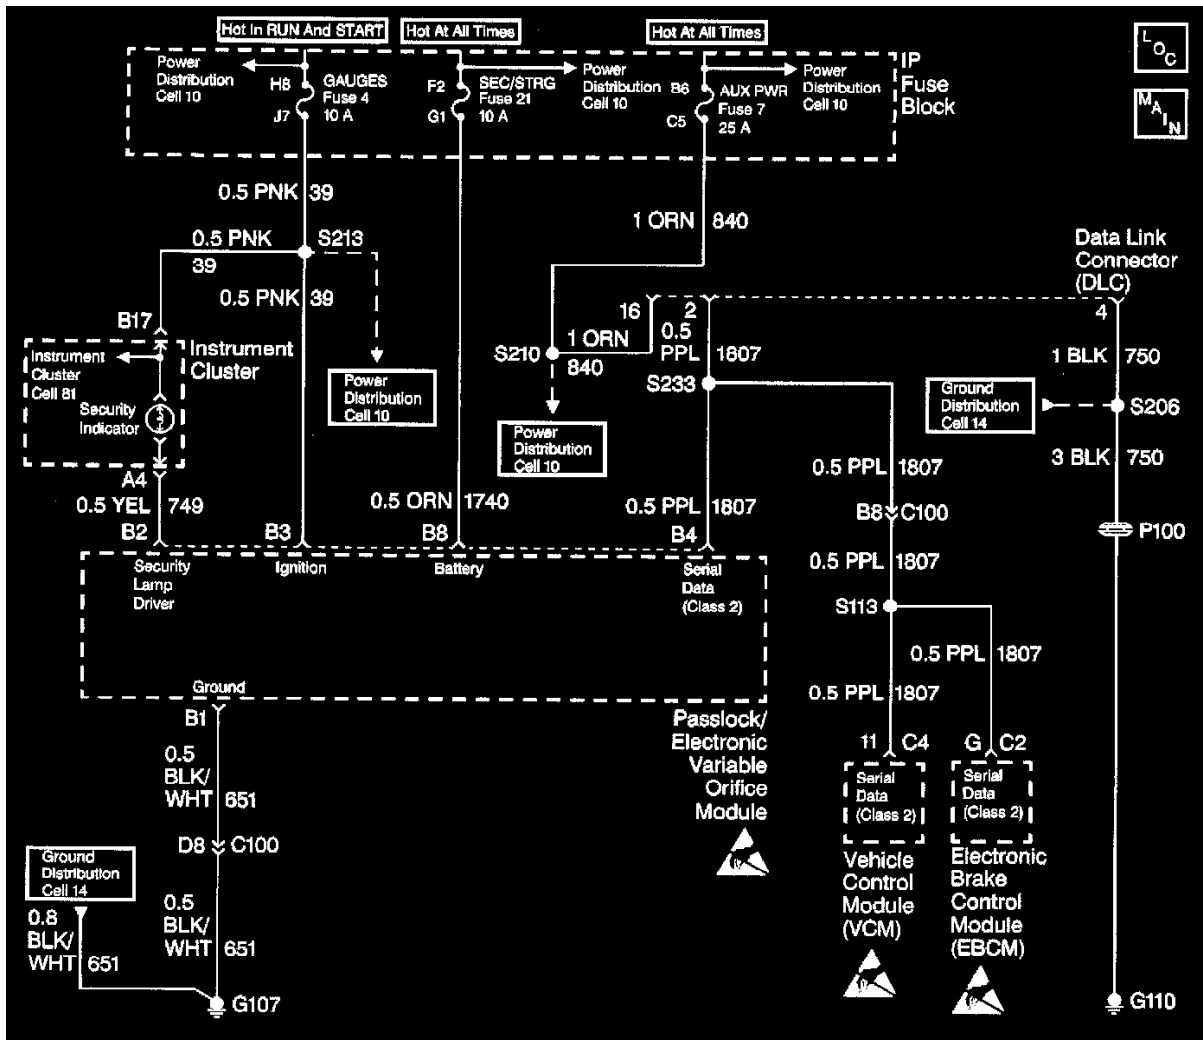 Hot In RUN And START
Hot At All Times
Hot At All Times
L O C
M A I N
Power
Distribution
Cell 10
H8
J7
GAUGES
Fuse 4
10 A
F2
G1
SEC/STRG
Fuse 21
10 A
Power
Distribution
Cell 10
B6
C5
AUX PWR
Fuse 7
25 A
Power
Distribution
Cell 10
IP
Fuse
Block
0.5 PNK 39
1 ORN 840
0.5 PNK
39
S213
0.5 PNK 39
Data Link
Connector
(DLC)
B17
16
2
4
Instrument
Cluster
Cell 81
Security
Indicator
Instrument
Cluster
Power
Distribution
Cell 10
S210
1 ORN
840
0.5
PPL 1807
S233
1 BLK 750
Ground
Distribution
Cell 14
S206
3 BLK 750
Power
Distribution
Cell 10
A4
0.5 YEL 749
0.5 ORN 1740
0.5 PPL 1807
0.5 PPL 1807
B8 C100
P100
B2
B3
B8
B4
0.5 PPL 1807
Security
Lamp
Driver
Ignition
Battery
Serial
Data
(Class 2)
S113
0.5 PPL 1807
0.5 PPL 1807
Ground
B1
Passlock/
Electronic
Variable
Orifice
Module
11 C4
G C2
0.5
BLK/
WHT 651
Serial
Data
(Class 2)
Serial
Data
(Class 2)
D8 C100
Ground
Distribution
Cell 14
Vehicle
Control
Module
(VCM)
Electronic
Brake
Control
Module
(EBCM)
0.8
BLK/
WHT 651
0.5
BLK/
WHT 651
G107
G110